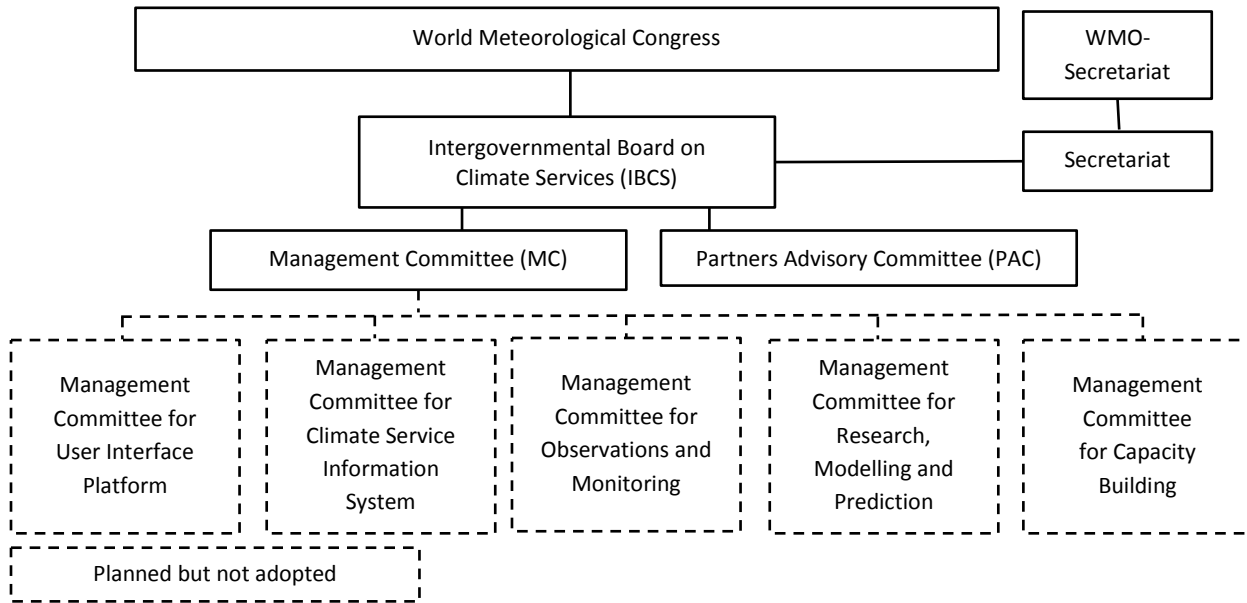 World Meteorological Congress
WMO-
Secretariat
Intergovernmental Board on
Climate Services (IBCS)
Secretariat
Management Committee (MC)
Partners Advisory Committee (PAC)
Management
Committee for
User Interface
Platform
Management
Committee for
Climate Service
Information
System
Management
Committee for
Observations and
Monitoring
Management
Committee for
Research,
Modelling and
Prediction
Management
Committee
for Capacity
Building
Planned but not adopted